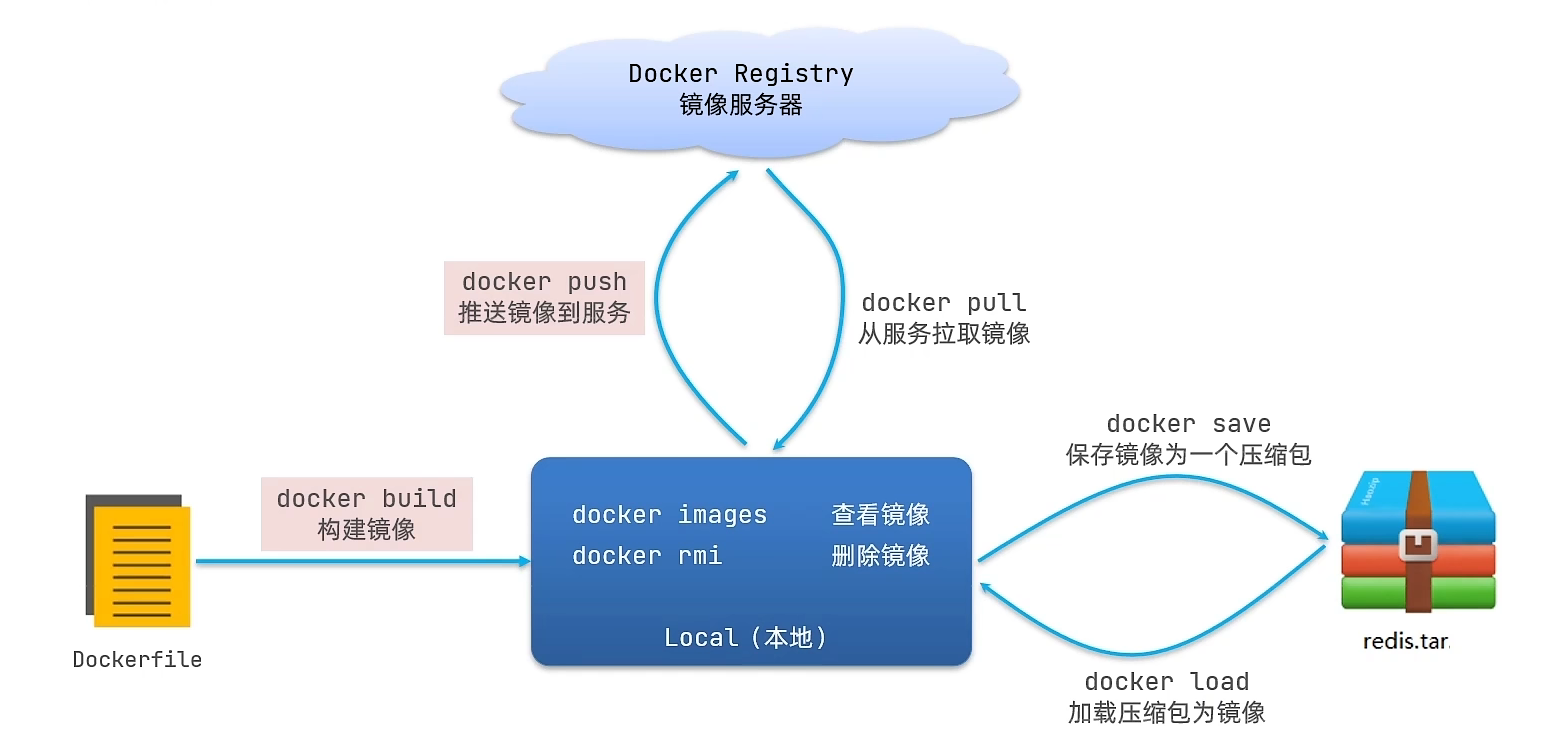 Docker Registry
镜像服务器
docker push
推送镜像到服务
docker pull
从服务拉取镜像
docker save
保存镜像为一个压缩包
docker build
构建镜像
docker images 查看镜像
docker rmi 删除镜像
Local（本地）
Haozip
Dockerfile
redis.tar
docker load
加载压缩包为镜像